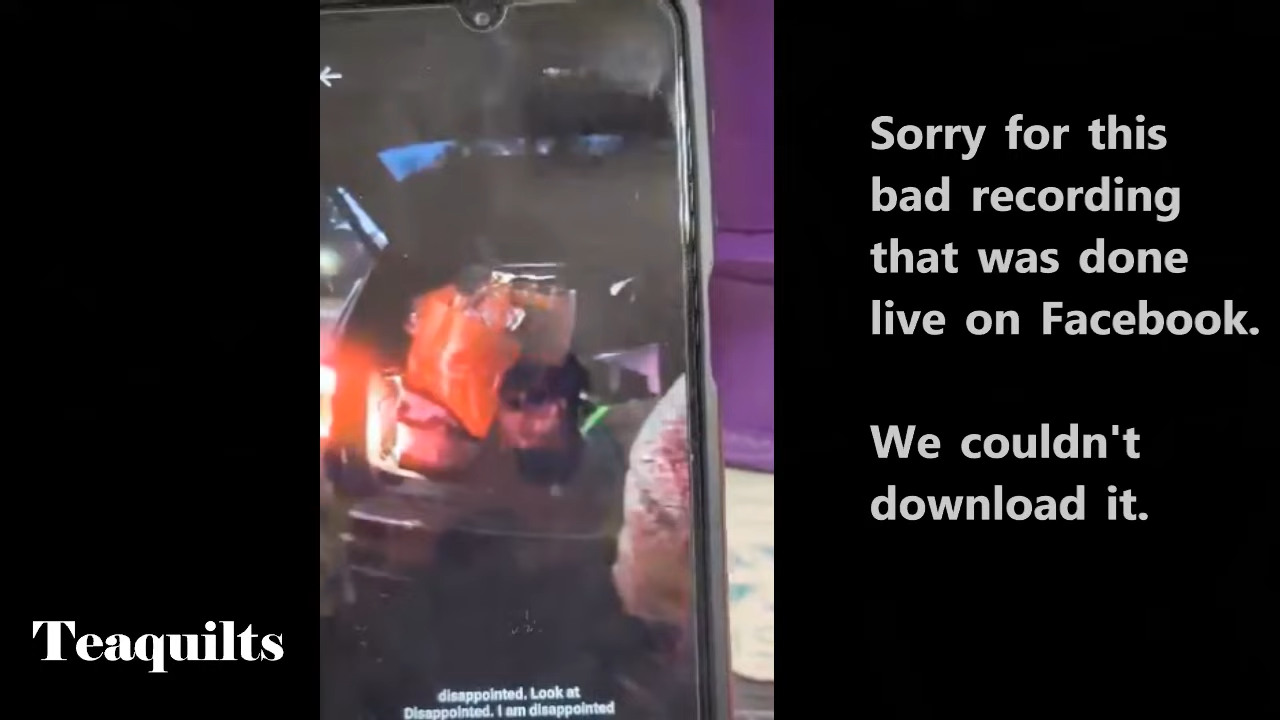 Sorry for this
bad recording
that was done
live on Facebook.
We couldn't
download it.
Teaquilts
disappointed. Look at
Disappointed. I am disappointed